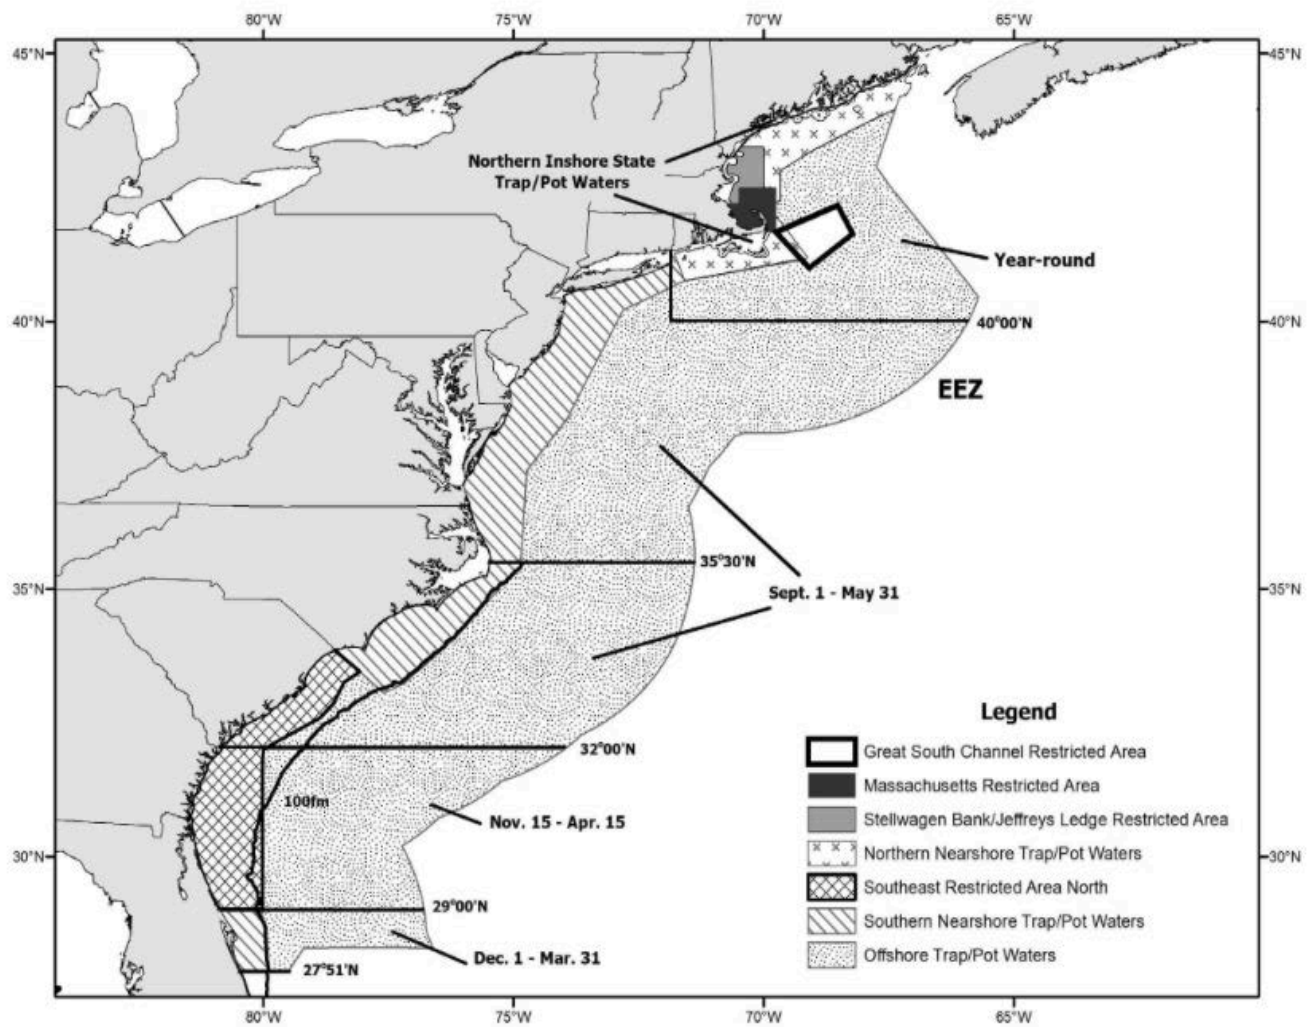 80°W 75°W 70°W 65°W
45°N 45°N
Northern Inshore State
Trap/Pot Waters
Year-round
40°N 40°00'N 40°N
EEZ
35°30'N
35°N 35°N
Sept. 1 - May 31
Legend
32°00'N
Great South Channel Restricted Area
Massachusetts Restricted Area
100fm
Nov. 15 - Apr. 15
Stellwagen Bank/Jeffreys Ledge Restricted Area
30°N Northern Nearshore Trap/Pot Waters 30°N
Southeast Restricted Area North
29°00'N
Southern Nearshore Trap/Pot Waters
Dec. 1 - Mar. 31
Offshore Trap/Pot Waters
27°51'N
80°W 75°W 70°W 65°W